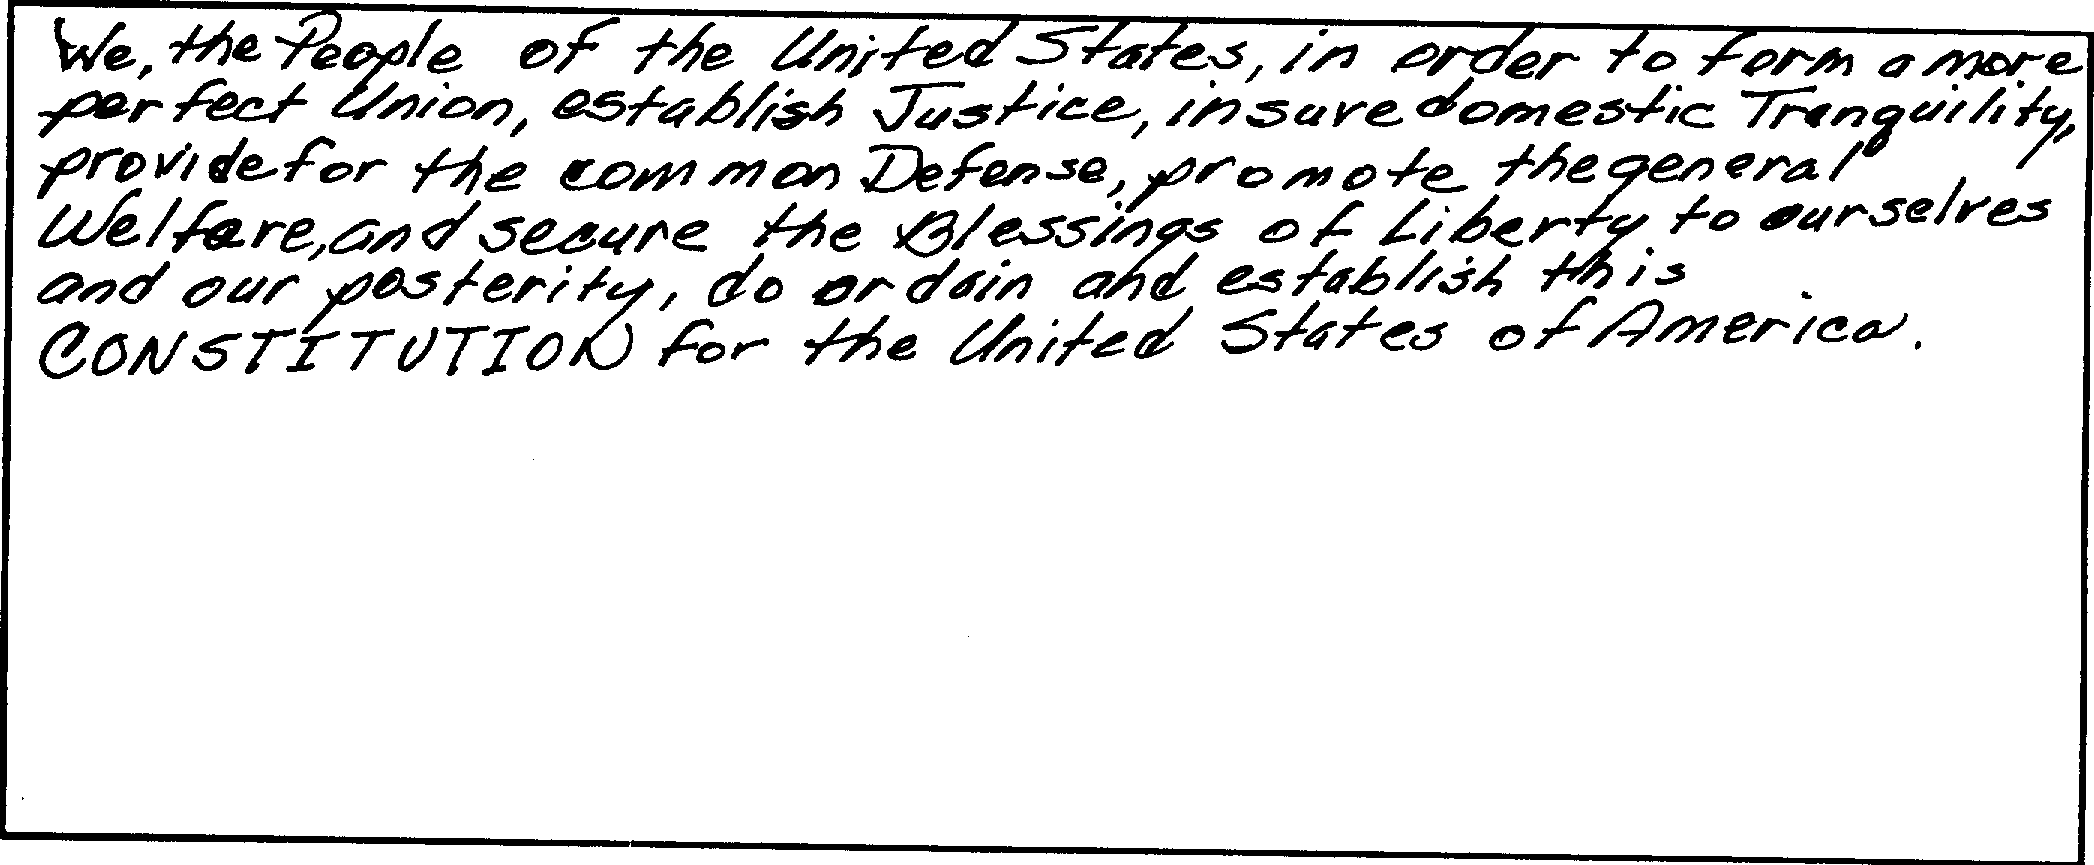 We, the People of the United States, in order to form a more
perfect Union, establish Justice, insure domestic Tranquility,
provide for the common Defense, promote the general
Welfare, and secure the Blessings of Liberty to ourselves
and our posterity, do ordain and establish this
CONSTITUTION for the United States of America.